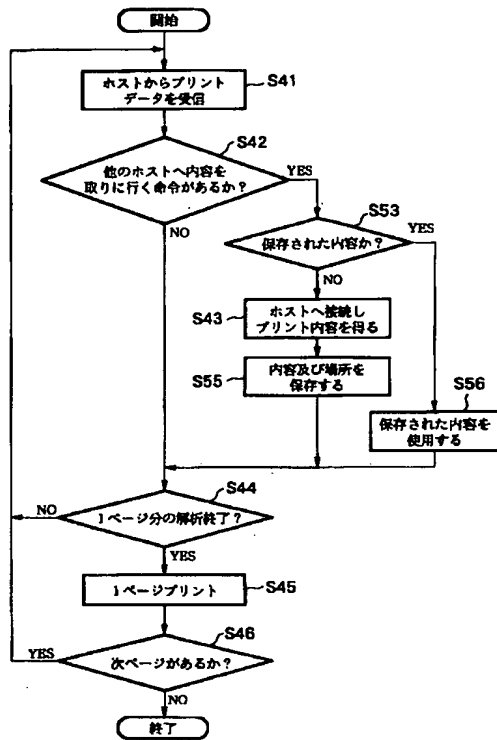 開始
ホストからプリント
データを受信
S41
S42
他のホストへ内容を
取りに行く命令があるか？
YES
NO
S53
保存された内容か？
YES
NO
S43
ホストへ接続し
プリント内容を得る
S55
内容及び場所を
保存する
S56
保存された内容を
使用する
S44
1ページ分の解析終了？
NO
YES
1ページプリント
S45
S46
次ページがあるか？
YES
NO
終了